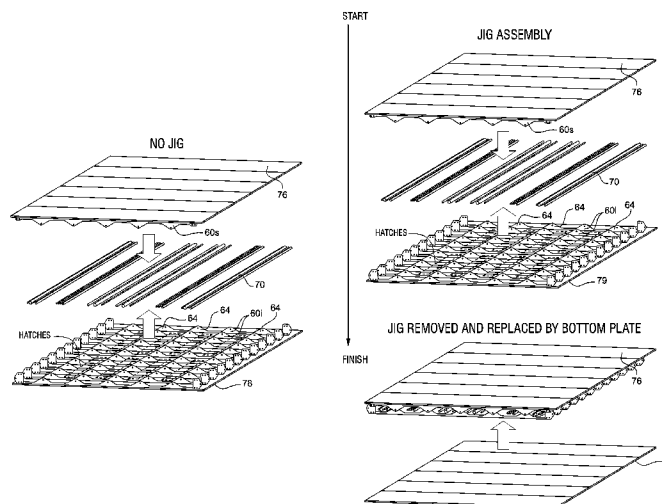 NO JIG
76
60s
70
64
64
64
60i
HATCHES
78
START
JIG ASSEMBLY
76
60s
70
64
64
60i
64
HATCHES
79
JIG REMOVED AND REPLACED BY BOTTOM PLATE
FINISH
76